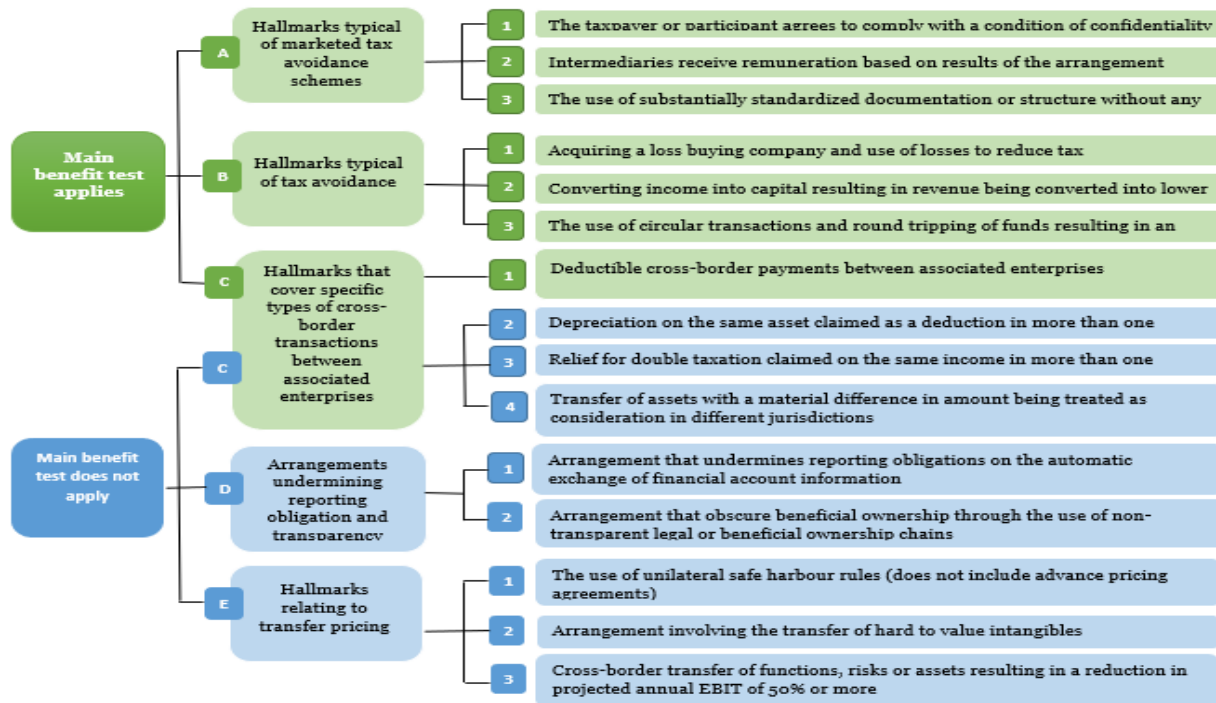 Main
benefit test
applies
A
Hallmarks typical
of marketed tax
avoidance
schemes
1
The taxpayer or participant agrees to comply with a condition of confidentiality
2
Intermediaries receive remuneration based on results of the arrangement
3
The use of substantially standardized documentation or structure without any
B
Hallmarks typical
of tax avoidance
1
Acquiring a loss buying company and use of losses to reduce tax
2
Converting income into capital resulting in revenue being converted into lower
3
The use of circular transactions and round tripping of funds resulting in an
C
Hallmarks that
cover specific
types of cross-
border
transactions
between
associated
enterprises
1
Deductible cross-border payments between associated enterprises
Main benefit
test does not
apply
C
2
Depreciation on the same asset claimed as a deduction in more than one
3
Relief for double taxation claimed on the same income in more than one
4
Transfer of assets with a material difference in amount being treated as
consideration in different jurisdictions
D
Arrangements
undermining
reporting
obligation and
transparency
1
Arrangement that undermines reporting obligations on the automatic
exchange of financial account information
2
Arrangement that obscure beneficial ownership through the use of non-
transparent legal or beneficial ownership chains
E
Hallmarks
relating to
transfer pricing
1
The use of unilateral safe harbour rules (does not include advance pricing
agreements)
2
Arrangement involving the transfer of hard to value intangibles
3
Cross-border transfer of functions, risks or assets resulting in a reduction in
projected annual EBIT of 50% or more